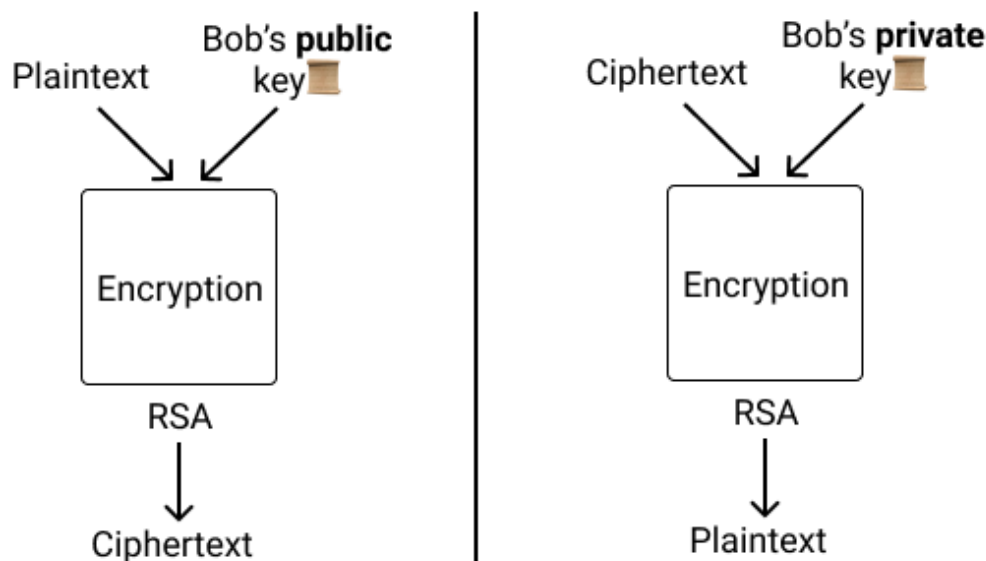 Plaintext
Bob’s public
key
Encryption
RSA
Ciphertext
Ciphertext
Bob’s private
key
Encryption
RSA
Plaintext